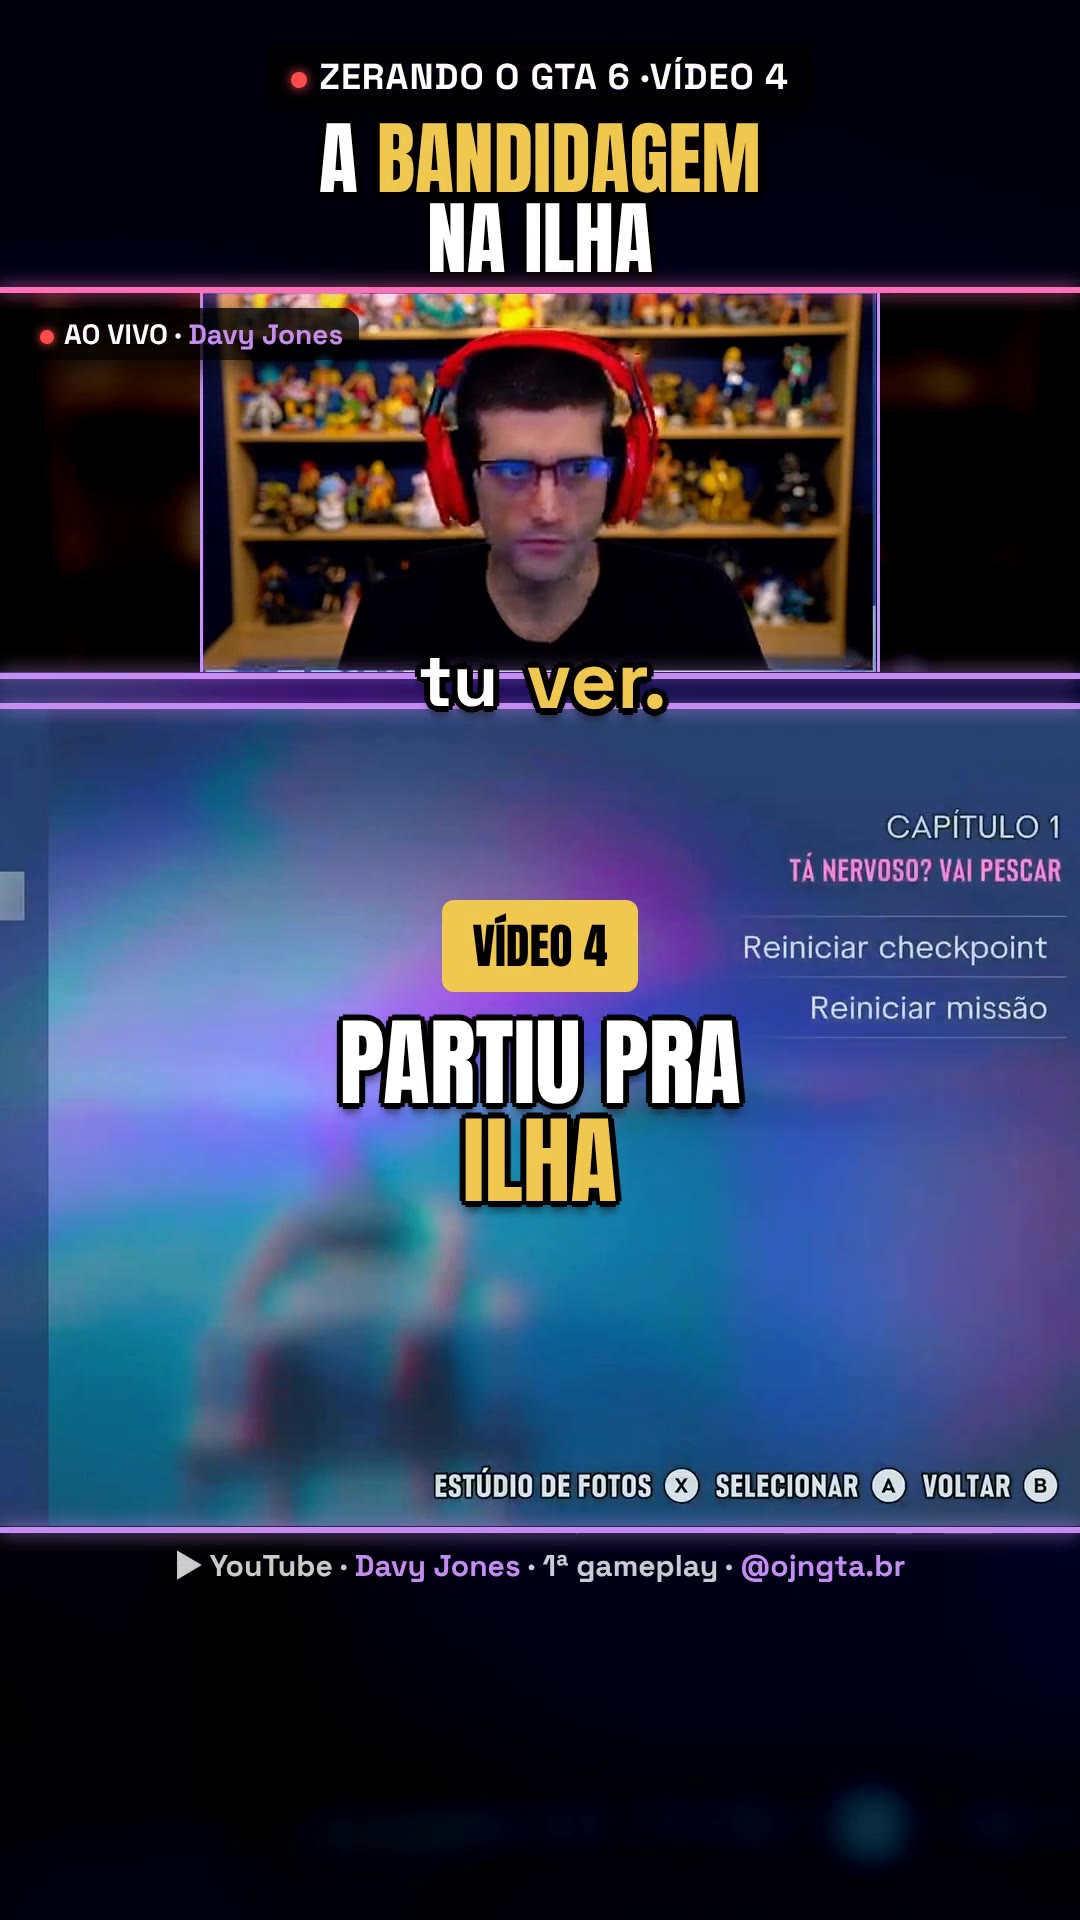 ZERANDO O GTA 6 · VÍDEO 4
A BANDIDAGEM
NA ILHA
AO VIVO · Davy Jones
tu ver.
CAPÍTULO 1
TÁ NERVOSO? VAI PESCAR
Reiniciar checkpoint
Reiniciar missão
VÍDEO 4
PARTIU PRA
ILHA
ESTÚDIO DE FOTOS X SELECIONAR A VOLTAR B
▶ YouTube · Davy Jones · 1ª gameplay · @ojngta.br